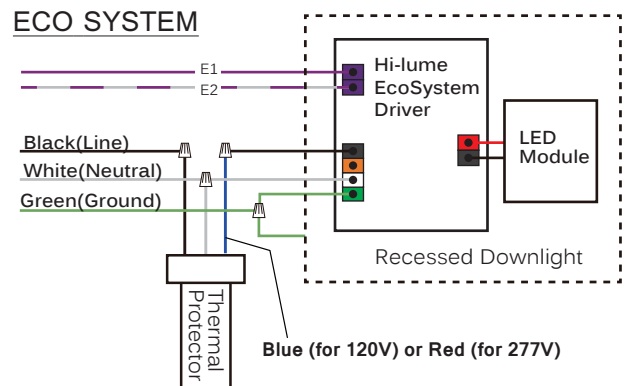 ECO SYSTEM
E1
E2
Hi-lume
EcoSystem
Driver
LED
Module
Black(Line)
White(Neutral)
Green(Ground)
Recessed Downlight
Thermal
Protector
Blue (for 120V) or Red (for 277V)